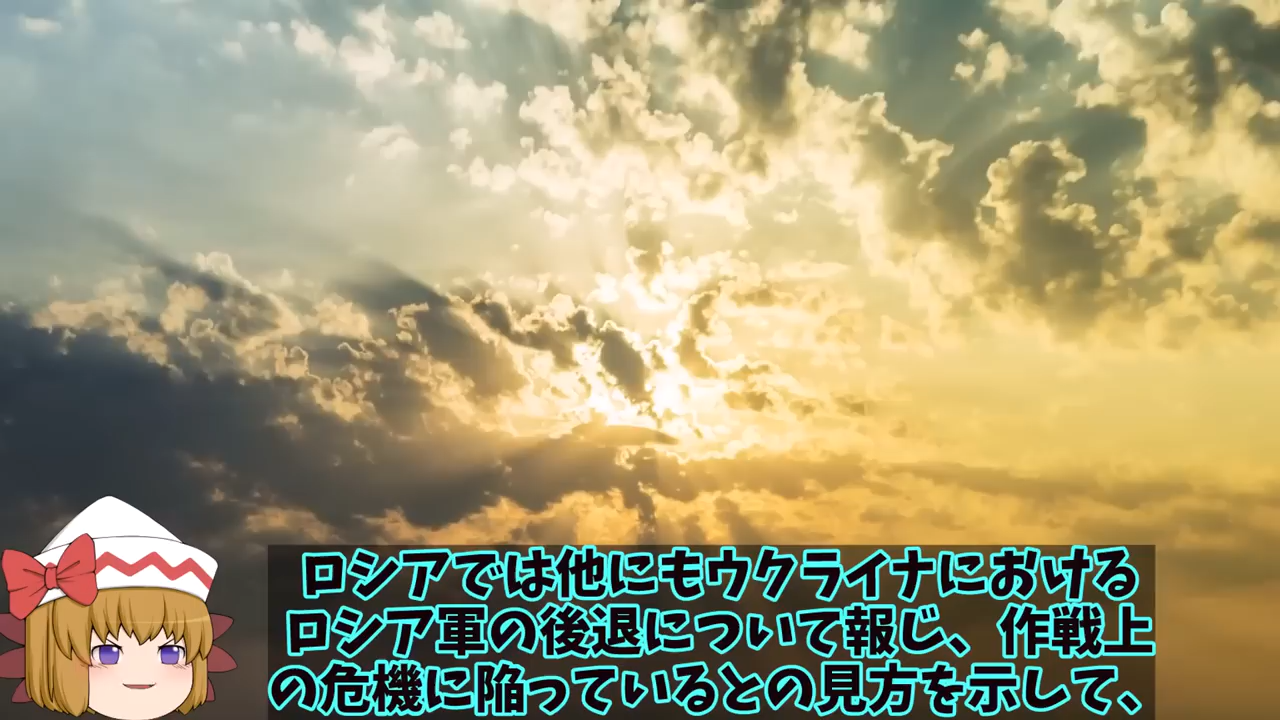 ロシアでは他にもウクライナにおける
ロシア軍の後退について報じ、作戦上
の危機に陥っているとの見方を示して、